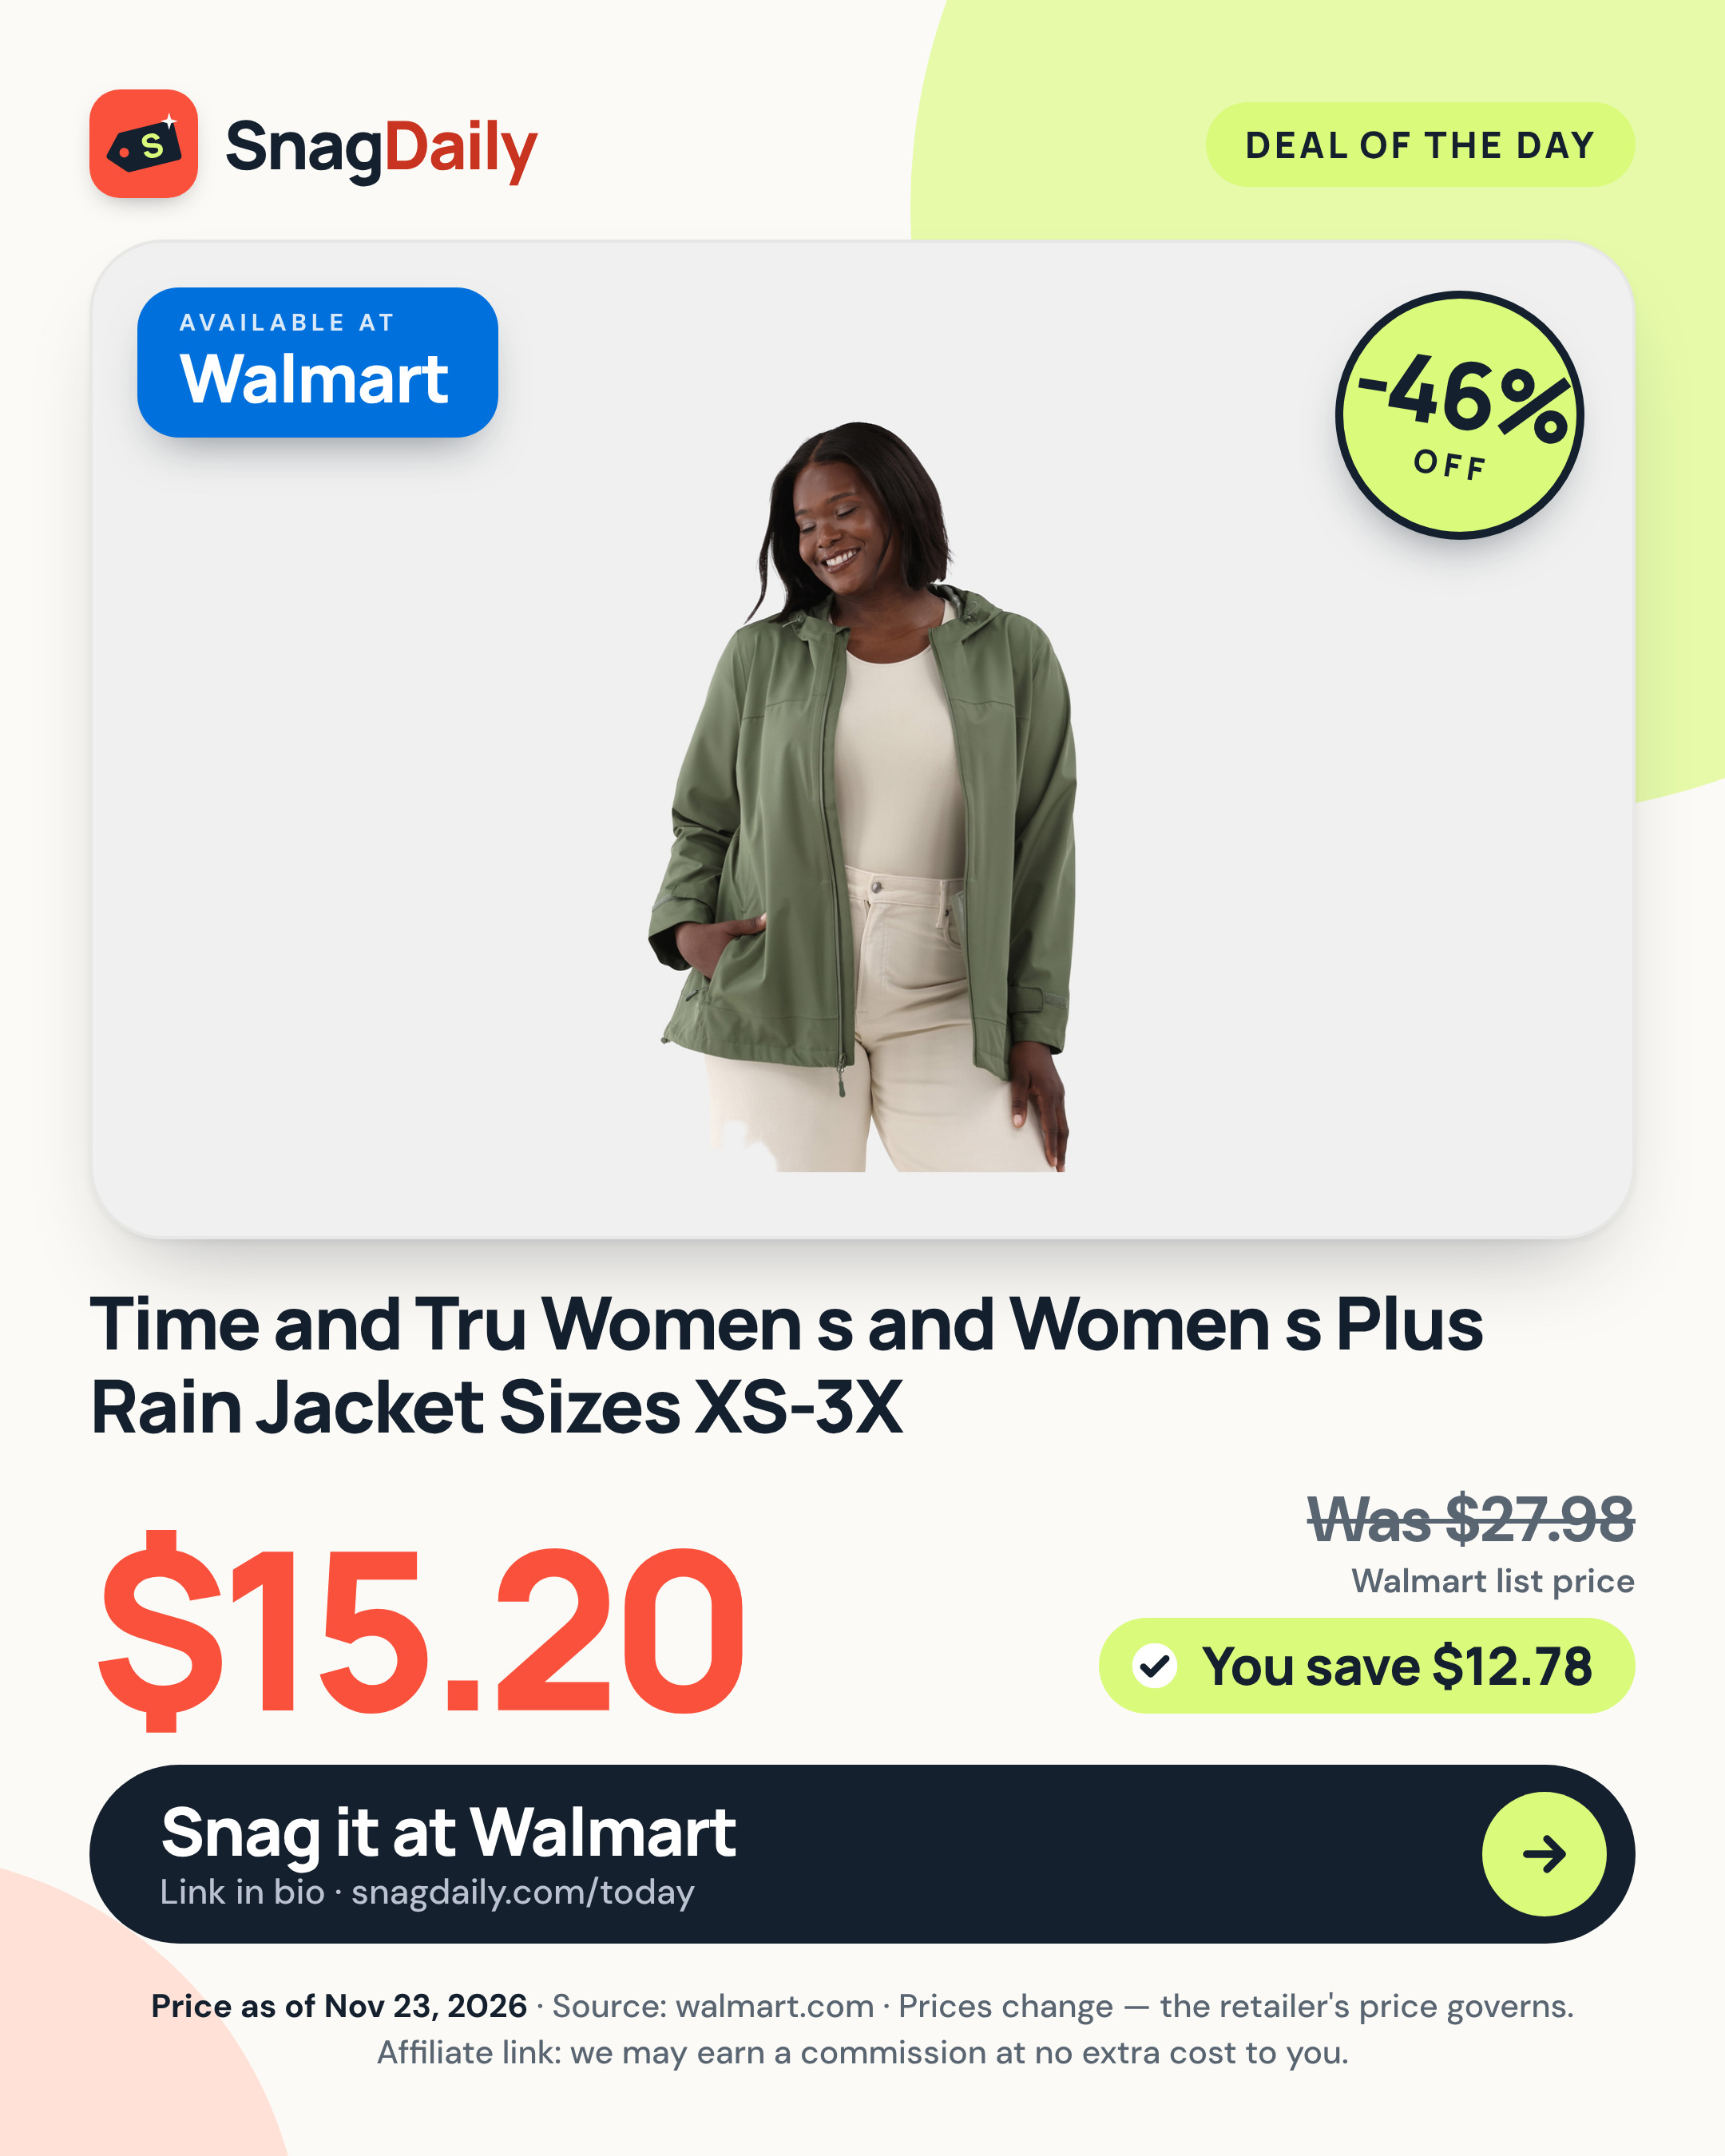 S
SnagDaily
DEAL OF THE DAY
AVAILABLE AT
Walmart
-46%
OFF
Time and Tru Women s and Women s Plus
Rain Jacket Sizes XS-3X
Was $27.98
Walmart list price
$15.20
You save $12.78
Snag it at Walmart
Link in bio · snagdaily.com/today
Price as of Nov 23, 2026 · Source: walmart.com · Prices change — the retailer's price governs.
Affiliate link: we may earn a commission at no extra cost to you.